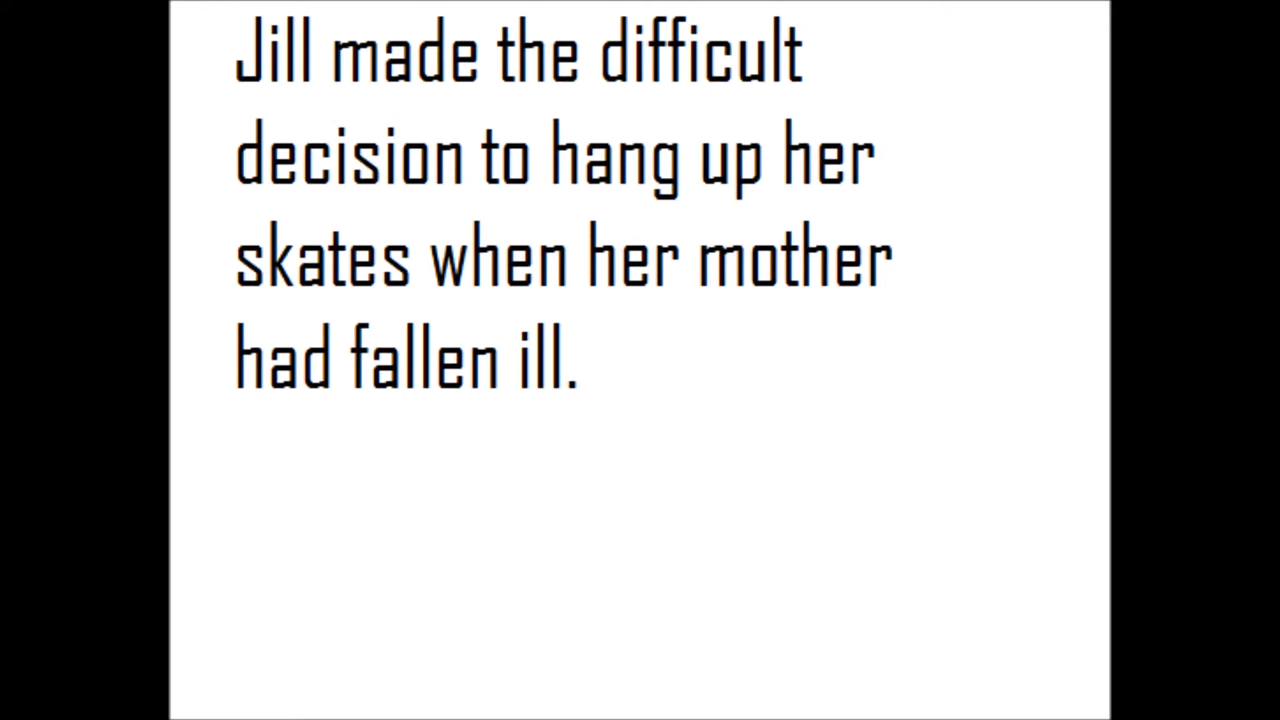 Jill made the difficult
decision to hang up her
skates when her mother
had fallen ill.